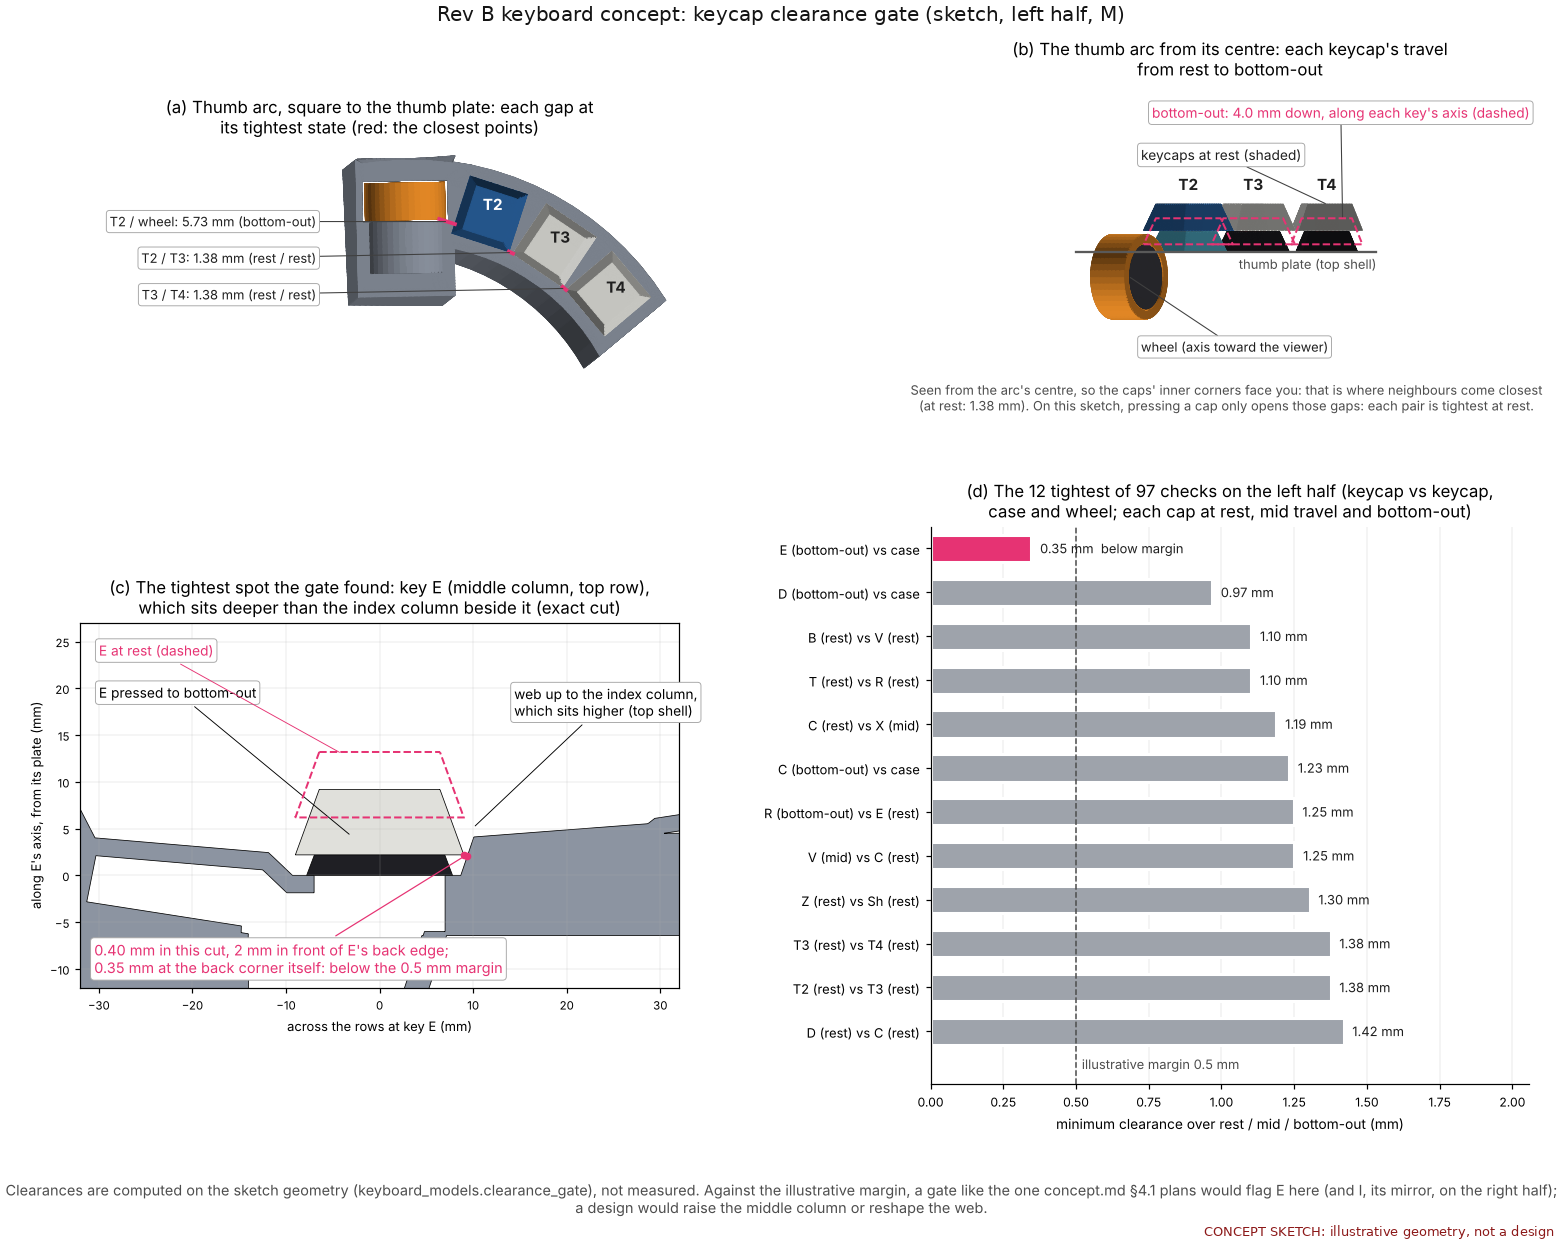 Rev B keyboard concept: keycap clearance gate (sketch, left half, M)
(a) Thumb arc, square to the thumb plate: each gap at
its tightest state (red: the closest points)
T2 / wheel: 5.73 mm (bottom-out)
T2 / T3: 1.38 mm (rest / rest)
T3 / T4: 1.38 mm (rest / rest)
T2
T3
T4
(b) The thumb arc from its centre: each keycap's travel
from rest to bottom-out
bottom-out: 4.0 mm down, along each key's axis (dashed)
keycaps at rest (shaded)
T2
T3
T4
thumb plate (top shell)
wheel (axis toward the viewer)
Seen from the arc's centre, so the caps' inner corners face you: that is where neighbours come closest
(at rest: 1.38 mm). On this sketch, pressing a cap only opens those gaps: each pair is tightest at rest.
(c) The tightest spot the gate found: key E (middle column, top row),
which sits deeper than the index column beside it (exact cut)
E at rest (dashed)
E pressed to bottom-out
web up to the index column,
which sits higher (top shell)
0.40 mm in this cut, 2 mm in front of E's back edge;
0.35 mm at the back corner itself: below the 0.5 mm margin
along E's axis, from its plate (mm)
25
20
15
10
5
0
−5
−10
−30
−20
−10
0
10
20
30
across the rows at key E (mm)
(d) The 12 tightest of 97 checks on the left half (keycap vs keycap,
case and wheel; each cap at rest, mid travel and bottom-out)
E (bottom-out) vs case
0.35 mm  below margin
D (bottom-out) vs case
0.97 mm
B (rest) vs V (rest)
1.10 mm
T (rest) vs R (rest)
1.10 mm
C (rest) vs X (mid)
1.19 mm
C (bottom-out) vs case
1.23 mm
R (bottom-out) vs E (rest)
1.25 mm
V (mid) vs C (rest)
1.25 mm
Z (rest) vs Sh (rest)
1.30 mm
T3 (rest) vs T4 (rest)
1.38 mm
T2 (rest) vs T3 (rest)
1.38 mm
D (rest) vs C (rest)
1.42 mm
illustrative margin 0.5 mm
0.00
0.25
0.50
0.75
1.00
1.25
1.50
1.75
2.00
minimum clearance over rest / mid / bottom-out (mm)
Clearances are computed on the sketch geometry (keyboard_models.clearance_gate), not measured. Against the illustrative margin, a gate like the one concept.md §4.1 plans would flag E here (and I, its mirror, on the right half);
a design would raise the middle column or reshape the web.
CONCEPT SKETCH: illustrative geometry, not a design